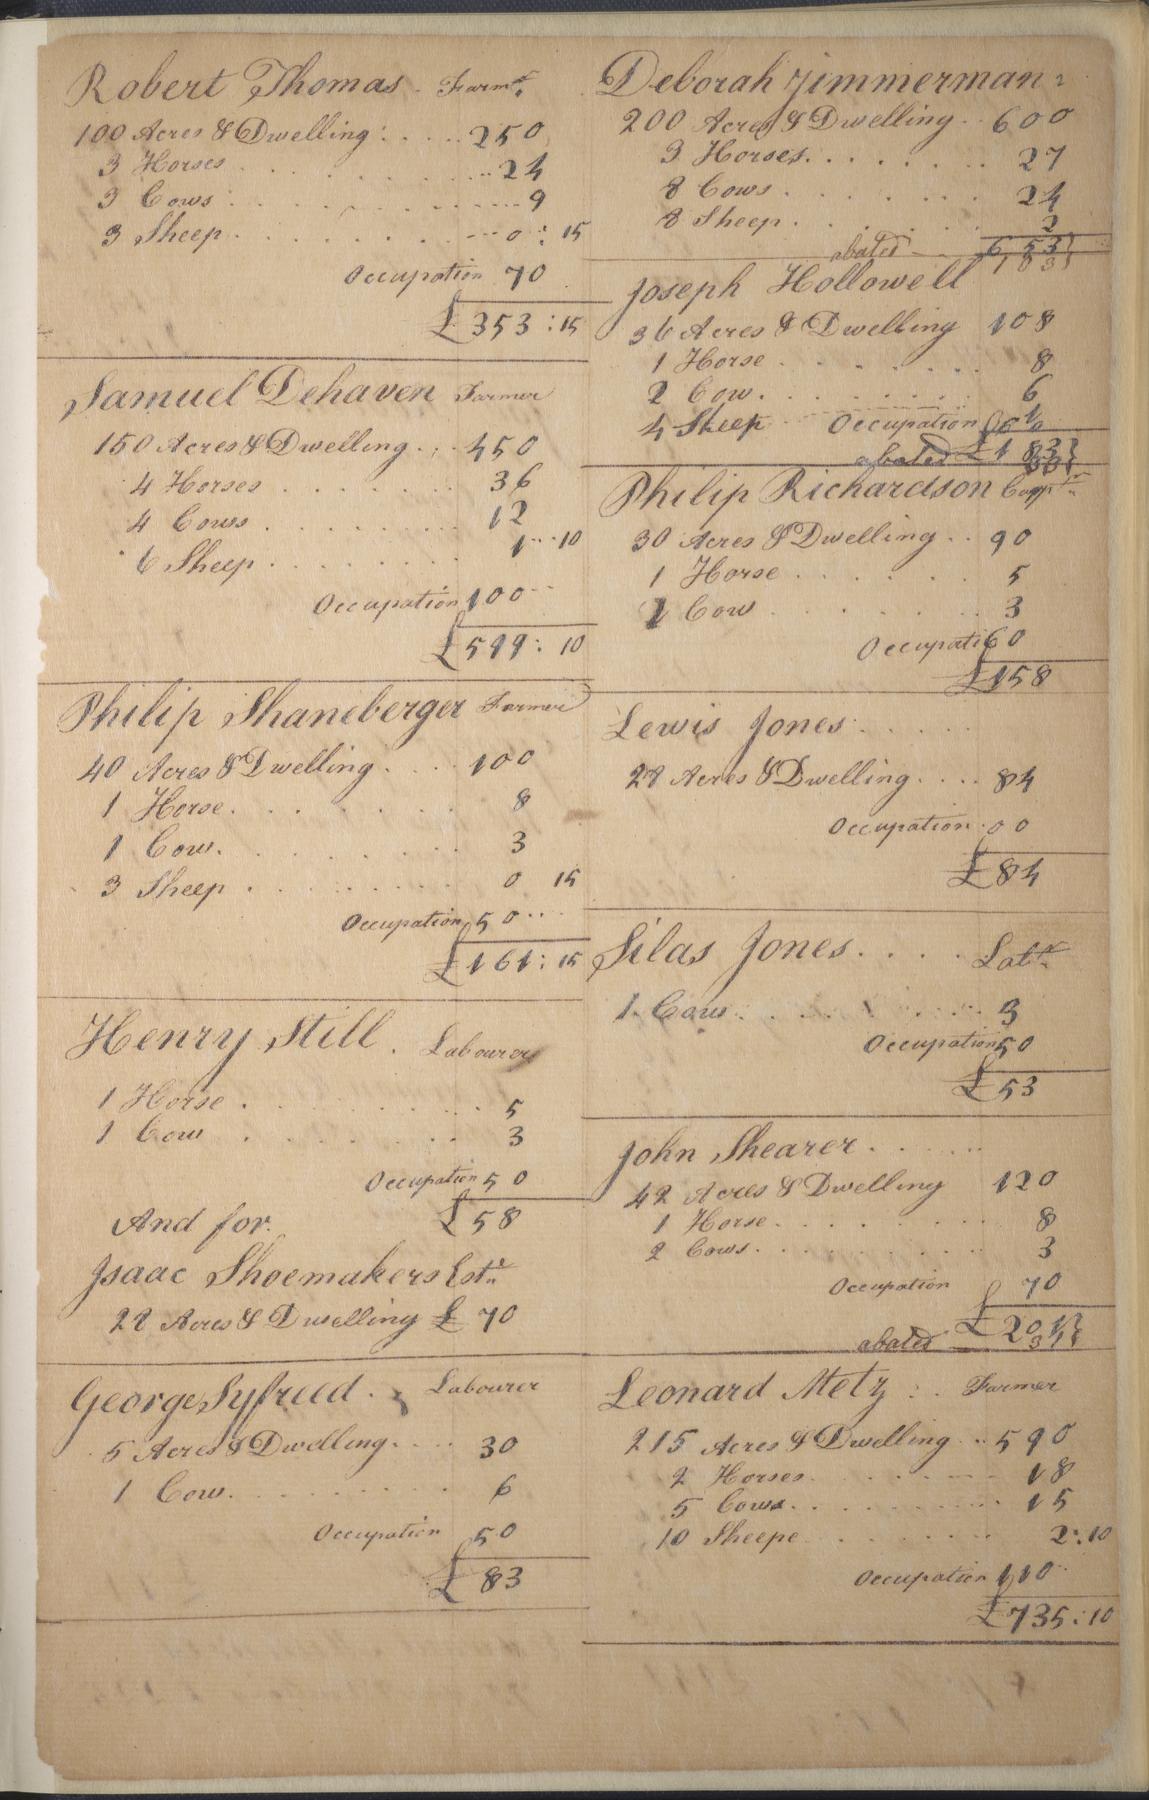 Robert Thomas. Farmr.
100 Acres & Dwelling: 250
3 Horses 24
3 Cows 9
3 Sheep 0:15
Occupation 70
£353:15
Samuel Dehaven Farmer
150 Acres & Dwelling 450
4 Horses 36
4 Cows 12
6 Sheep 1 10
Occupation 100
£599:10
Philip Shaneberger Farmer
40 Acres & Dwelling 100
1 Horse 8
1 Cow. 3
3 Sheep 0 15
Occupation 50
£161:15
Henry Still. Labourer
1 Horse 5
1 Cow 3
Occupation 50
£58
And for.
Isaac Shoemakers Este
22 Acres & Dwelling £ 70
George Syfreed. Labourer
5 Acres & Dwelling 30
1 Cow. 6
Occupation 50
£83
Deborah Zimmerman:
200 Acres & Dwelling 600
3 Horses 27
8 Cows 24
8 Sheep 2
653
abated 183
Joseph Hollowell
36 Acres & Dwelling 108
1 Horse 8
2 Cow. 6
4 Sheep Occupation
abated £183
Philip Richardson
30 Acres & Dwelling 90
1 Horse 5
1 Cow 3
Occupati 60
£158
Lewis Jones
28 Acres & Dwelling 84
Occupation 00
£84
Silas Jones Labr
1 Cow 3
Occupation 50
£53
John Shearer
42 Acres & Dwelling 120
1 Horse 8
2 Cows 3
Occupation 70
£201
abated 34
Leonard Metz: Farmer
215 Acres & Dwelling 590
2 Horses 18
5 Cows 15
10 Sheepe 2:10
Occupation 110
£735:10